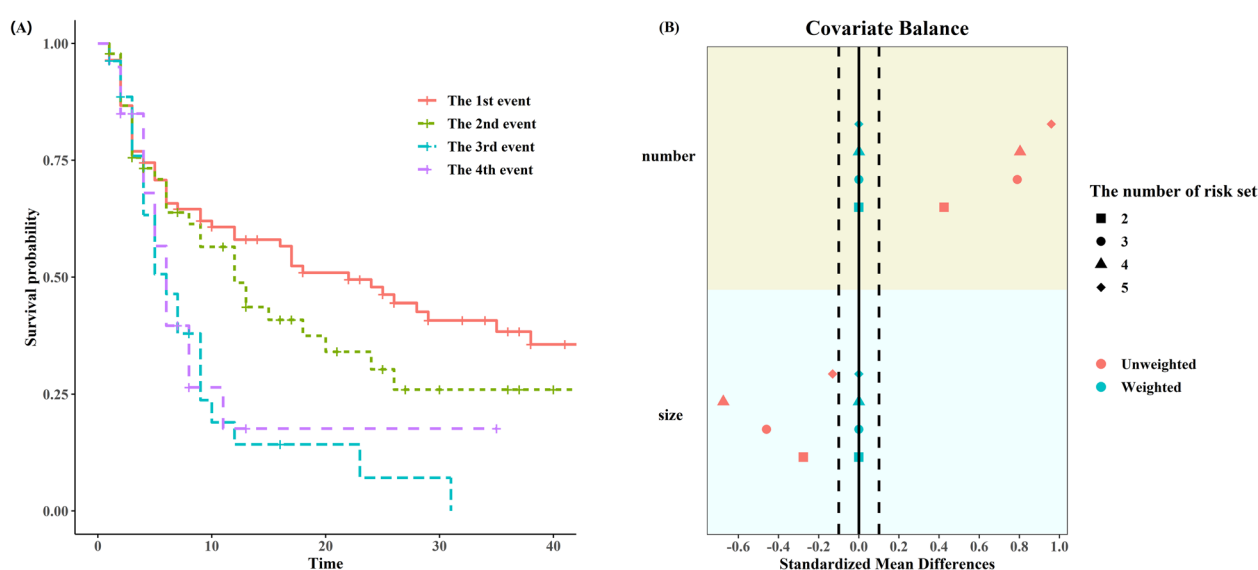 (A)
Survival probability
1.00
0.75
0.50
0.25
0.00
0
10
20
30
40
Time
The 1st event
The 2nd event
The 3rd event
The 4th event
(B)
Covariate Balance
number
size
-0.6
-0.4
-0.2
0.0
0.2
0.4
0.6
0.8
1.0
Standardized Mean Differences
The number of risk set
2
3
4
5
Unweighted
Weighted